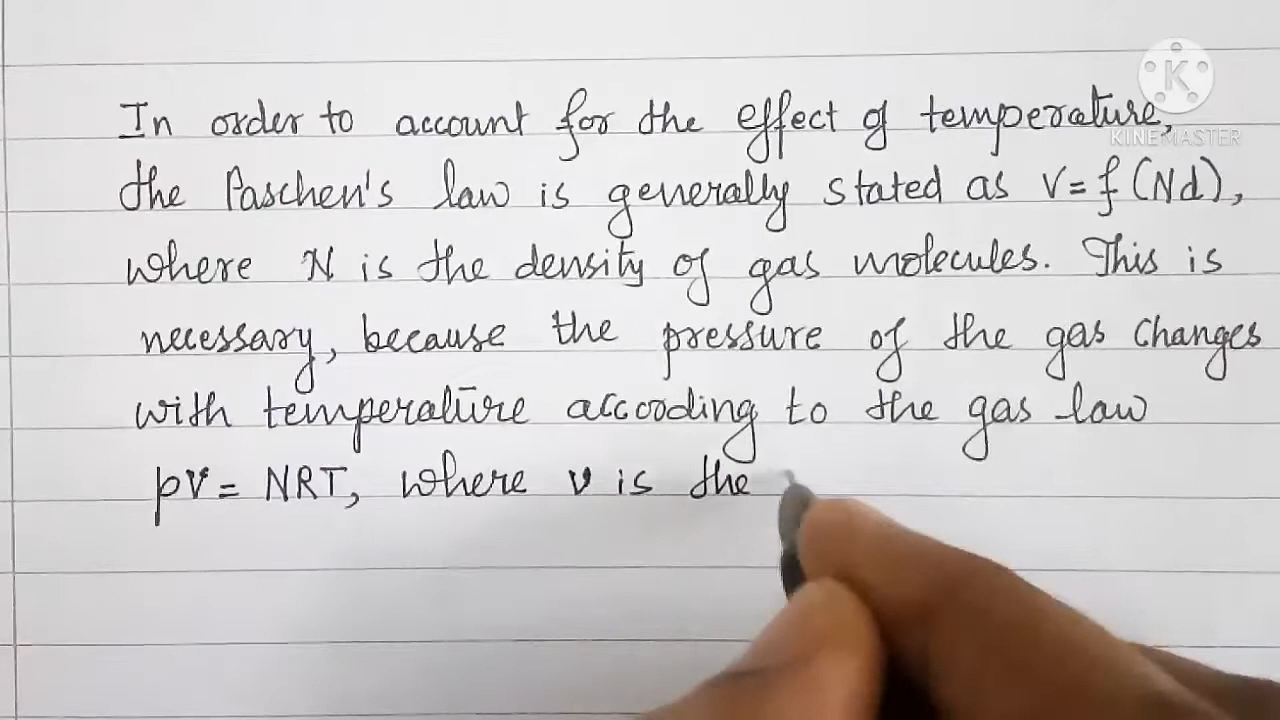 In order to account for the effect of temperature,
the Paschen's law is generally stated as V = f (Nd),
where N is the density of gas molecules. This is
necessary, because the pressure of the gas changes
with temperature according to the gas law
pv = NRT, where v is the
K
KINEMASTER